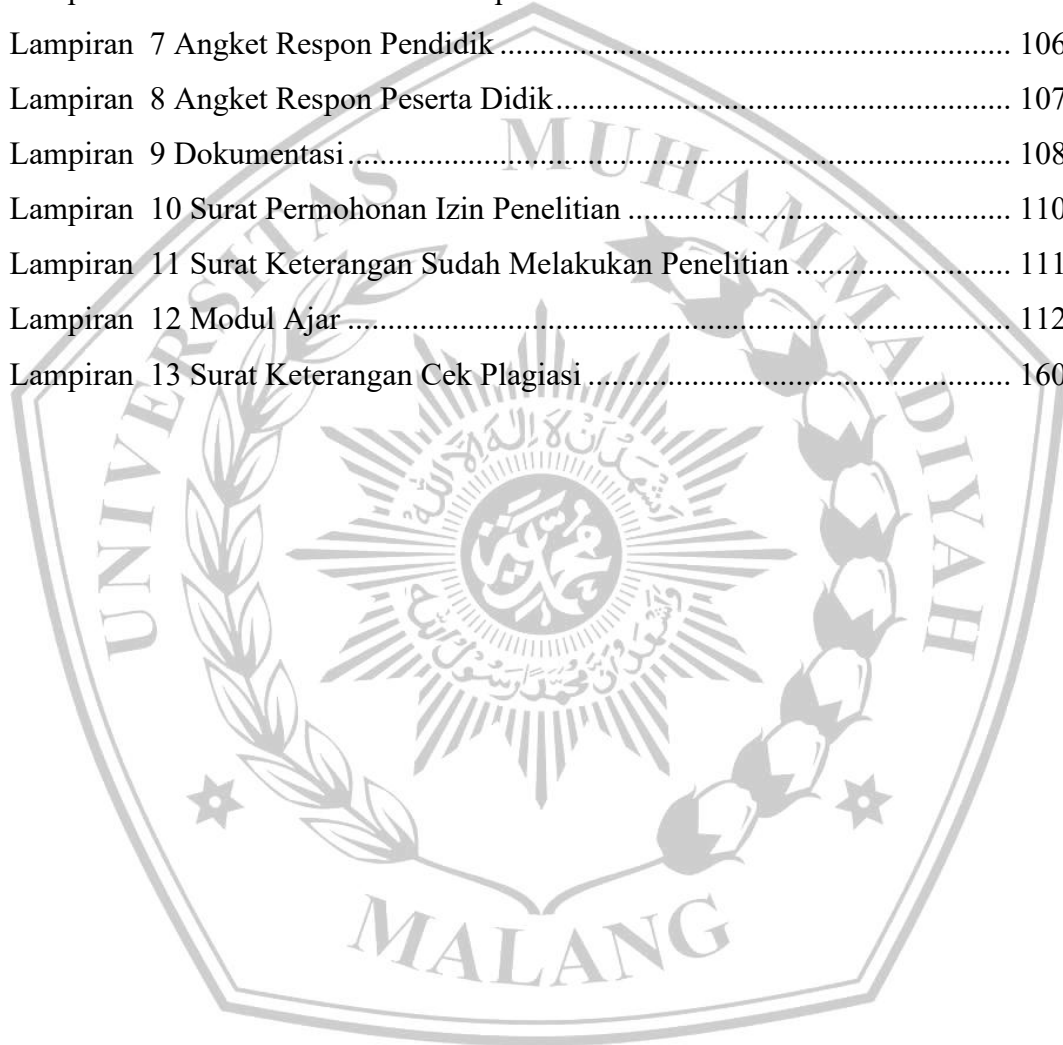 Lampiran  7 Angket Respon Pendidik ........ 106
Lampiran  8 Angket Respon Peserta Didik ........ 107
Lampiran  9 Dokumentasi ........ 108
Lampiran  10 Surat Permohonan Izin Penelitian ........ 110
Lampiran  11 Surat Keterangan Sudah Melakukan Penelitian ........ 111
Lampiran  12 Modul Ajar ........ 112
Lampiran  13 Surat Keterangan Cek Plagiasi ........ 160
UNIVERSITAS MUHAMMADIYAH
MALANG